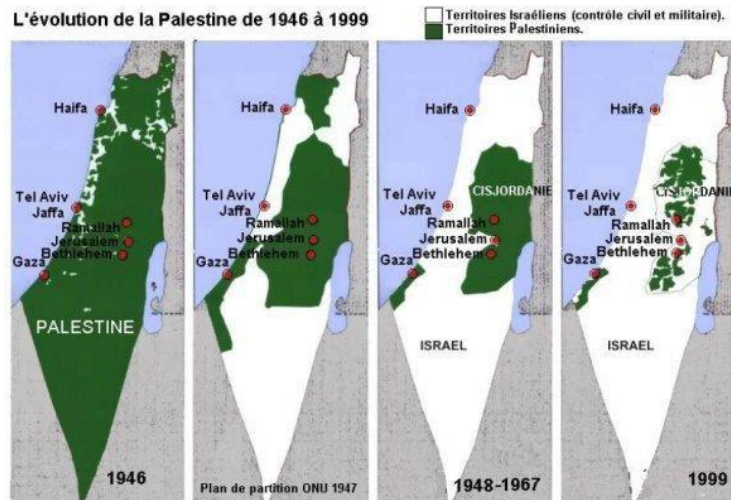 L'évolution de la Palestine de 1946 à 1999
Territoires Israéliens (contrôle civil et militaire).
Territoires Palestiniens.
Haifa
Tel Aviv
Jaffa
Ramallah
Jerusalem
Bethlehem
Gaza
PALESTINE
1946
Haifa
Tel Aviv
Jaffa
Ramallah
Jerusalem
Bethlehem
Gaza
Plan de partition ONU 1947
Haifa
CISJORDANIE
Tel Aviv
Jaffa
Ramallah
Jerusalem
Bethlehem
Gaza
ISRAEL
1948-1967
Haifa
CISJORDANIE
Tel Aviv
Jaffa
Ramallah
Jerusalem
Bethlehem
Gaza
ISRAEL
1999